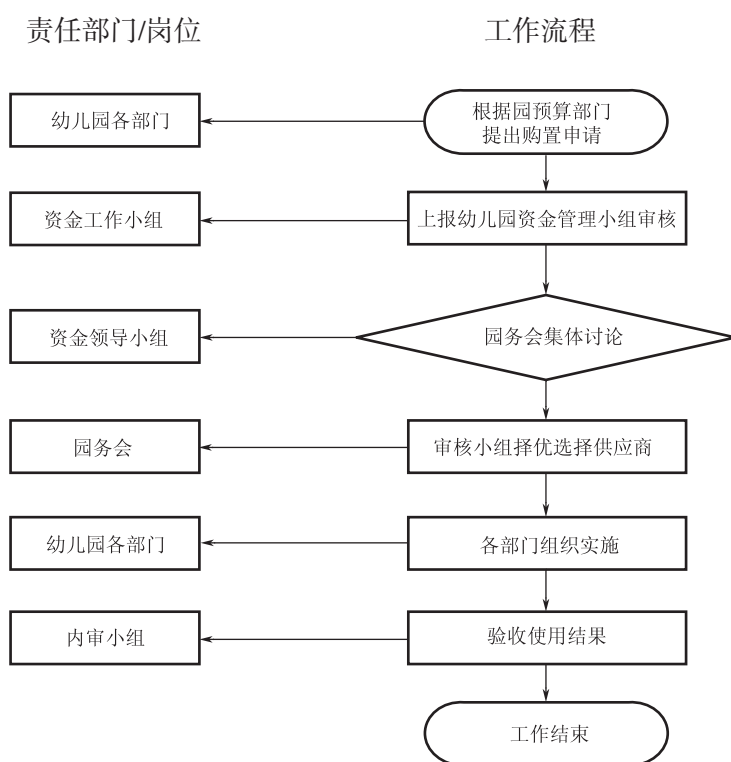 责任部门/岗位
工作流程
幼儿园各部门
根据园预算部门
提出购置申请
资金工作小组
上报幼儿园资金管理小组审核
资金领导小组
园务会集体讨论
园务会
审核小组择优选择供应商
幼儿园各部门
各部门组织实施
内审小组
验收使用结果
工作结束